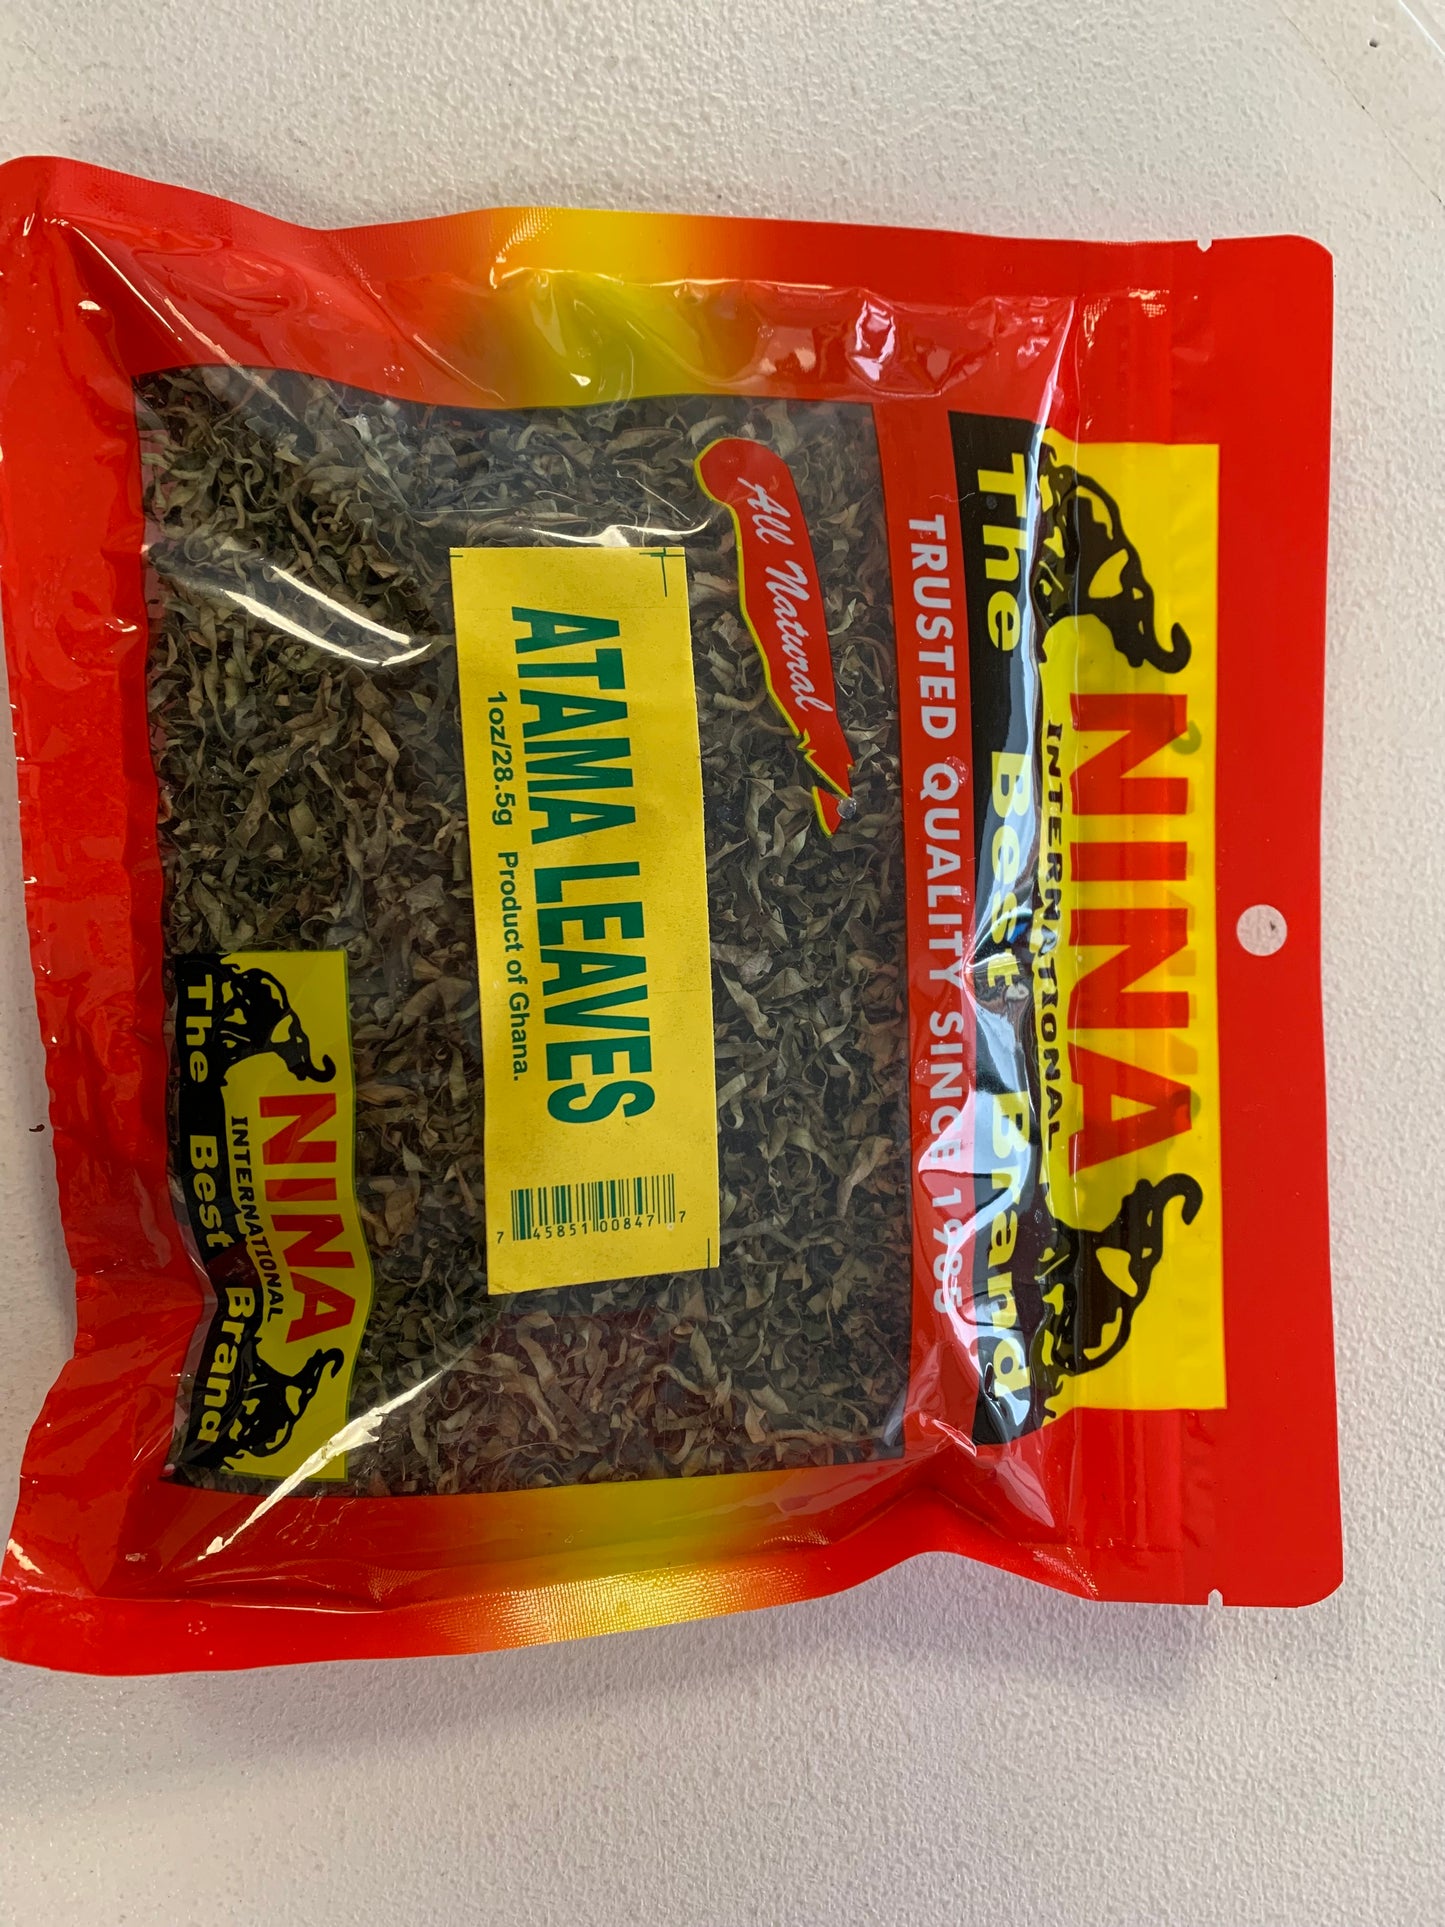 NINA
INTERNATIONAL
The Best Brand
TRUSTED QUALITY SINCE 1985
All Natural
ATAMA LEAVES
1oz/28.5g Product of Ghana.
7 45851 00847 7
NINA
INTERNATIONAL
The Best Brand